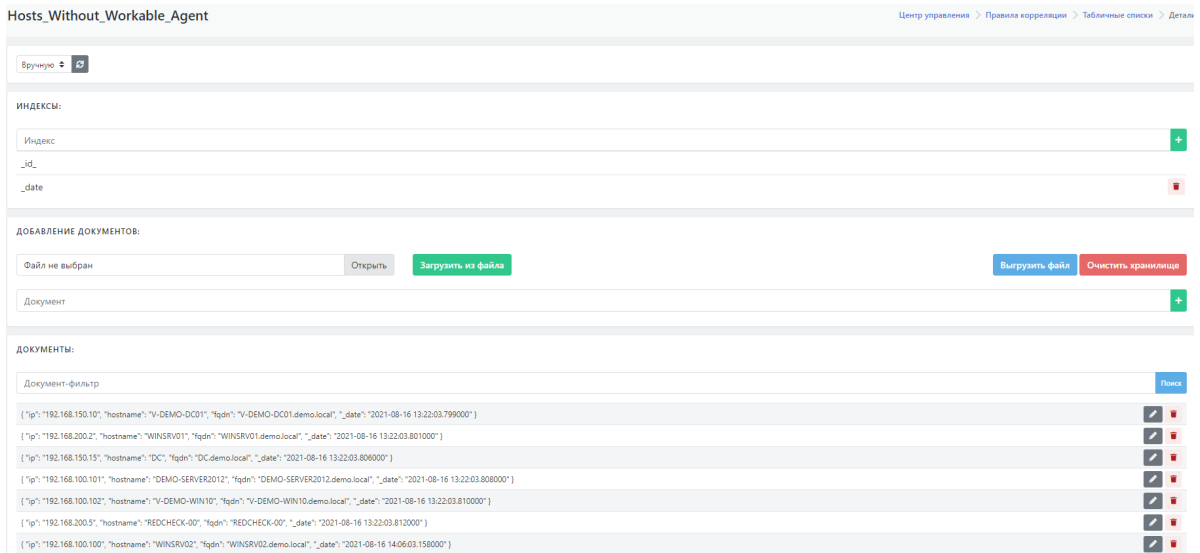 Hosts_Without_Workable_Agent
Центр управления > Правила корреляции > Табличные списки > Детали
Вручную
ИНДЕКСЫ:
Индекс
+
_id_
_date
ДОБАВЛЕНИЕ ДОКУМЕНТОВ:
Файл не выбран Открыть Загрузить из файла Выгрузить файл Очистить хранилище
Документ
+
ДОКУМЕНТЫ:
Документ-фильтр Поиск
{ "ip": "192.168.150.10", "hostname": "V-DEMO-DC01", "fqdn": "V-DEMO-DC01.demo.local", "_date": "2021-08-16 13:22:03.799000" }
{ "ip": "192.168.200.2", "hostname": "WINSRV01", "fqdn": "WINSRV01.demo.local", "_date": "2021-08-16 13:22:03.801000" }
{ "ip": "192.168.150.15", "hostname": "DC", "fqdn": "DC.demo.local", "_date": "2021-08-16 13:22:03.806000" }
{ "ip": "192.168.100.101", "hostname": "DEMO-SERVER2012", "fqdn": "DEMO-SERVER2012.demo.local", "_date": "2021-08-16 13:22:03.808000" }
{ "ip": "192.168.100.102", "hostname": "V-DEMO-WIN10", "fqdn": "V-DEMO-WIN10.demo.local", "_date": "2021-08-16 13:22:03.810000" }
{ "ip": "192.168.200.5", "hostname": "REDCHECK-00", "fqdn": "REDCHECK-00", "_date": "2021-08-16 13:22:03.812000" }
{ "ip": "192.168.100.100", "hostname": "WINSRV02", "fqdn": "WINSRV02.demo.local", "_date": "2021-08-16 14:06:03.158000" }